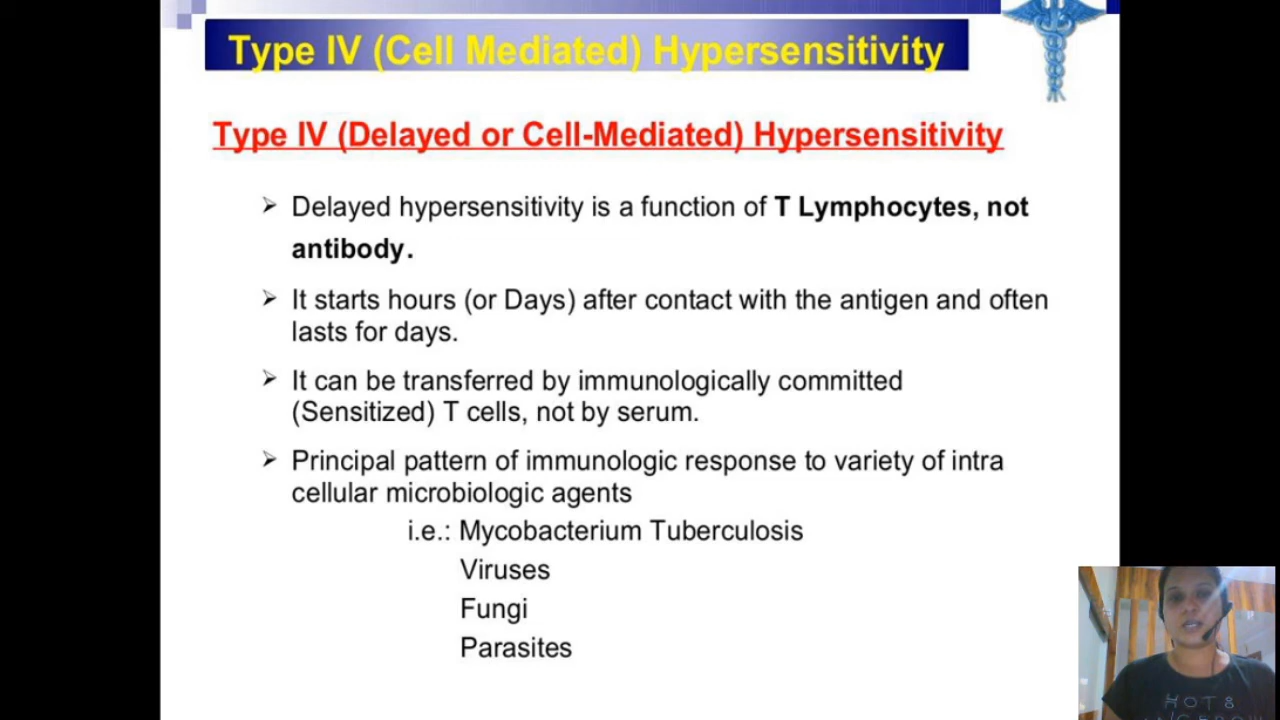 Type IV (Cell Mediated) Hypersensitivity
Type IV (Delayed or Cell-Mediated) Hypersensitivity
Delayed hypersensitivity is a function of T Lymphocytes, not
antibody.
It starts hours (or Days) after contact with the antigen and often
lasts for days.
It can be transferred by immunologically committed
(Sensitized) T cells, not by serum.
Principal pattern of immunologic response to variety of intra
cellular microbiologic agents
i.e.: Mycobacterium Tuberculosis
Viruses
Fungi
Parasites
HOT 8